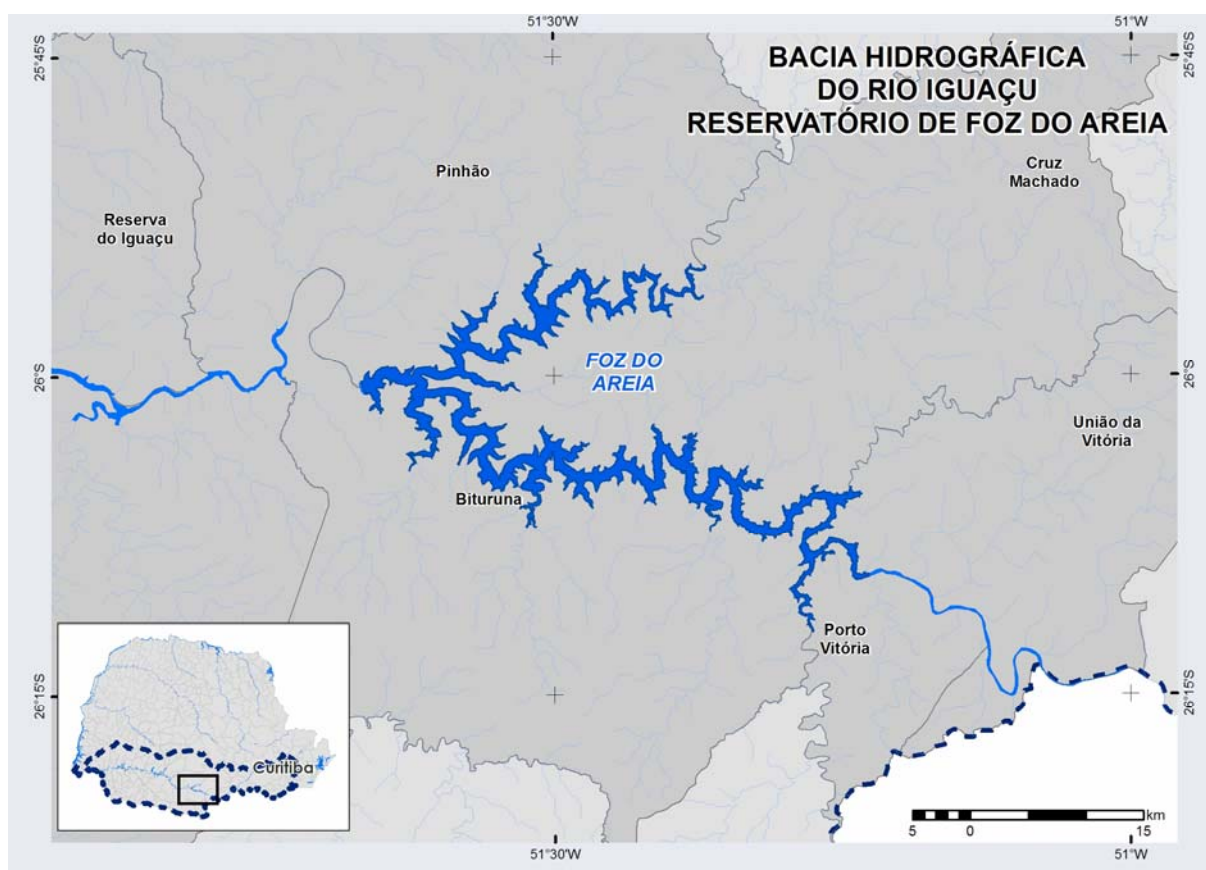 51°30'W
51°W
25°45'S
25°45'S
BACIA HIDROGRÁFICA
DO RIO IGUAÇU
RESERVATÓRIO DE FOZ DO AREIA
Pinhão
Cruz
Machado
Reserva
do Iguaçu
FOZ DO
AREIA
26°S
26°S
União da
Vitória
Bituruna
Porto
Vitória
26°15'S
26°15'S
Curitiba
5
0
15
km
51°30'W
51°W